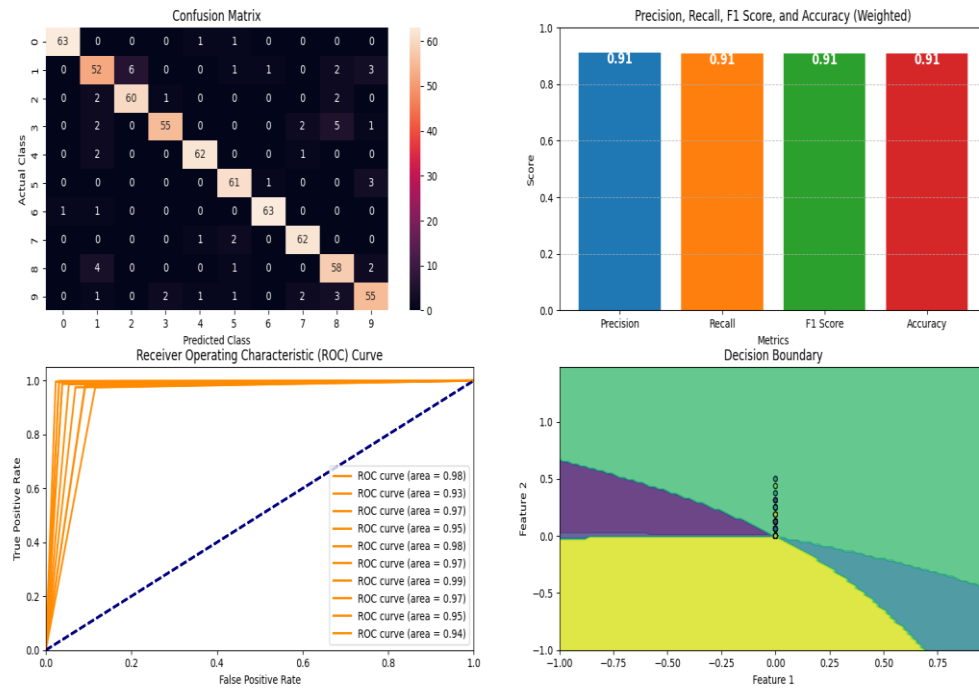 Confusion Matrix
Actual Class
0 63 0 0 0 1 1 0 0 0 0
1 0 52 6 0 0 1 1 0 2 3
2 0 2 60 1 0 0 0 0 2 0
3 0 2 0 55 0 0 0 2 5 1
4 0 2 0 0 62 0 0 1 0 0
5 0 0 0 0 0 61 1 0 0 3
6 1 1 0 0 0 0 63 0 0 0
7 0 0 0 0 1 2 0 62 0 0
8 0 4 0 0 0 1 0 0 58 2
9 0 1 0 2 1 1 0 2 3 55
0 1 2 3 4 5 6 7 8 9
Predicted Class
60
50
40
30
20
10
0
Precision, Recall, F1 Score, and Accuracy (Weighted)
Score
1.0
0.8
0.6
0.4
0.2
0.0
0.91 0.91 0.91 0.91
Precision Recall F1 Score Accuracy
Metrics
Receiver Operating Characteristic (ROC) Curve
True Positive Rate
1.0
0.8
0.6
0.4
0.2
0.0
ROC curve (area = 0.98)
ROC curve (area = 0.93)
ROC curve (area = 0.97)
ROC curve (area = 0.95)
ROC curve (area = 0.98)
ROC curve (area = 0.97)
ROC curve (area = 0.99)
ROC curve (area = 0.97)
ROC curve (area = 0.95)
ROC curve (area = 0.94)
0.0 0.2 0.4 0.6 0.8 1.0
False Positive Rate
Decision Boundary
Feature 2
1.0
0.5
0.0
−0.5
−1.0
−1.00 −0.75 −0.50 −0.25 0.00 0.25 0.50 0.75
Feature 1